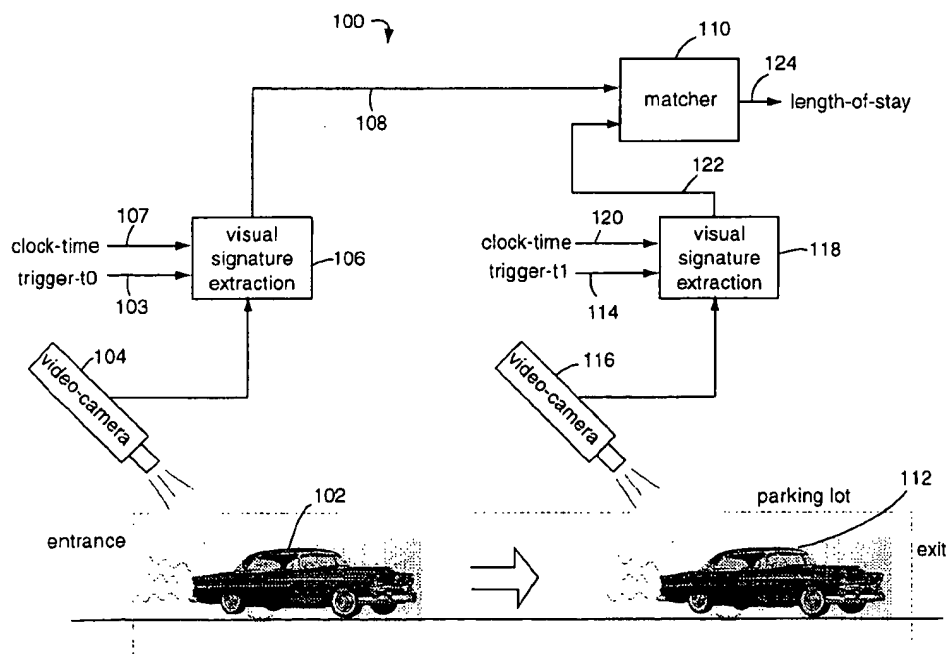 100
110
124
matcher
length-of-stay
108
122
107
clock-time
visual
signature
extraction
106
trigger-t0
103
120
clock-time
visual
signature
extraction
118
trigger-t1
114
104
video-camera
116
video-camera
parking lot
112
102
entrance
exit